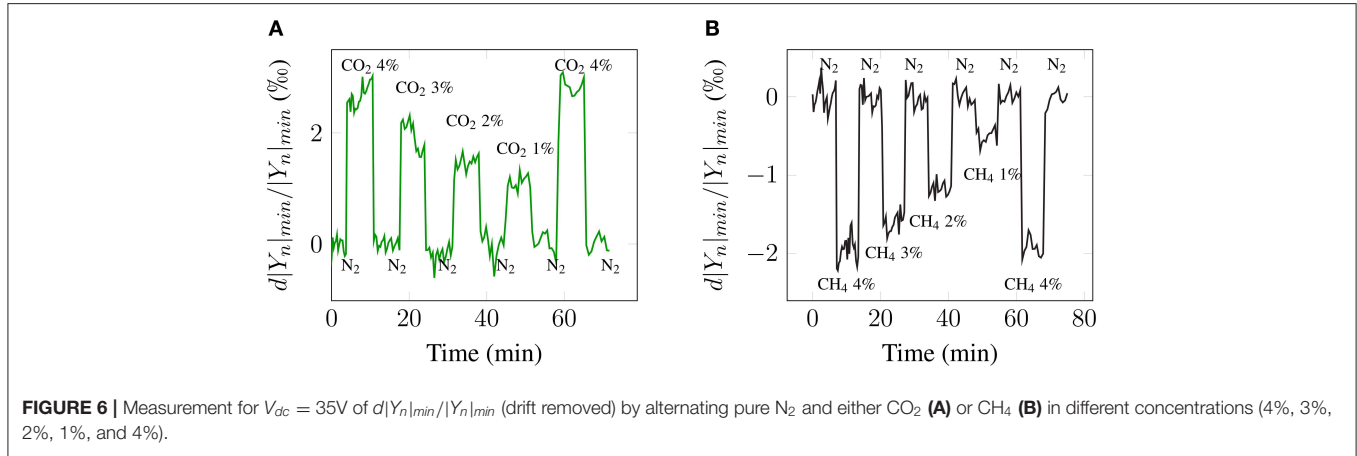 A
B
CO₂ 4%
CO₂ 3%
CO₂ 2%
CO₂ 1%
CO₂ 4%
N₂ N₂ N₂ N₂ N₂ N₂
2
0
d|Yₙ|min/|Yₙ|min (‰)
0 20 40 60
Time (min)
N₂ N₂ N₂ N₂ N₂ N₂
0
−1
−2
d|Yₙ|min/|Yₙ|min (‰)
CH₄ 1%
CH₄ 2%
CH₄ 3%
CH₄ 4%
CH₄ 4%
0 20 40 60 80
Time (min)
FIGURE 6 | Measurement for Vdc = 35V of d|Yₙ|min/|Yₙ|min (drift removed) by alternating pure N₂ and either CO₂ (A) or CH₄ (B) in different concentrations (4%, 3%,
2%, 1%, and 4%).